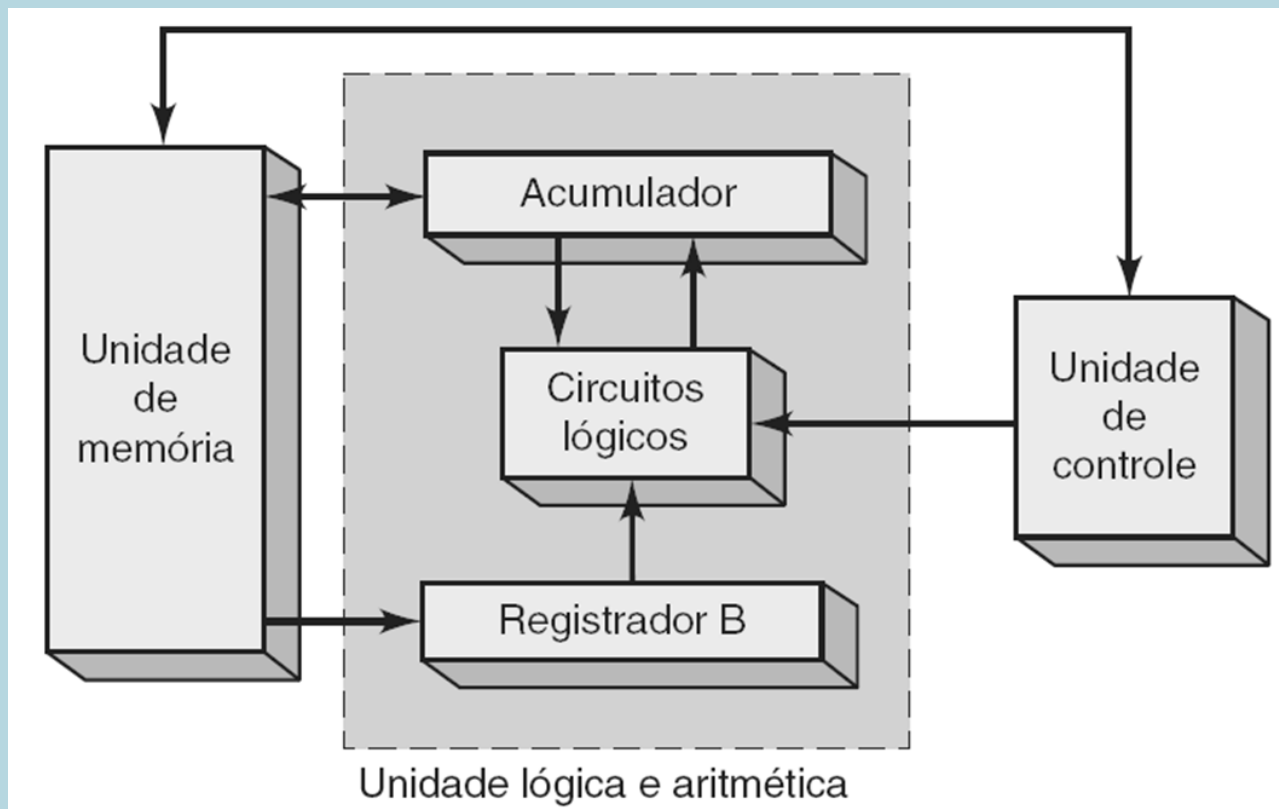 Acumulador
Unidade
de
memória
Circuitos
lógicos
Unidade
de
controle
Registrador B
Unidade lógica e aritmética